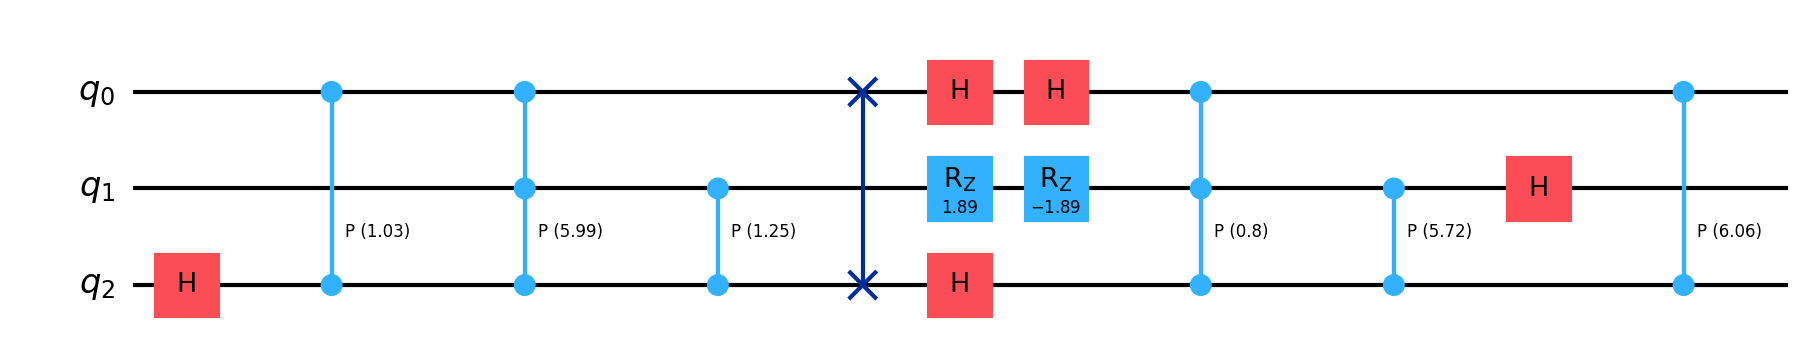 q0
H H
q1
RZ
1.89
RZ
−1.89
H
P (1.03) P (5.99) P (1.25) P (0.8) P (5.72) P (6.06)
q2
H H